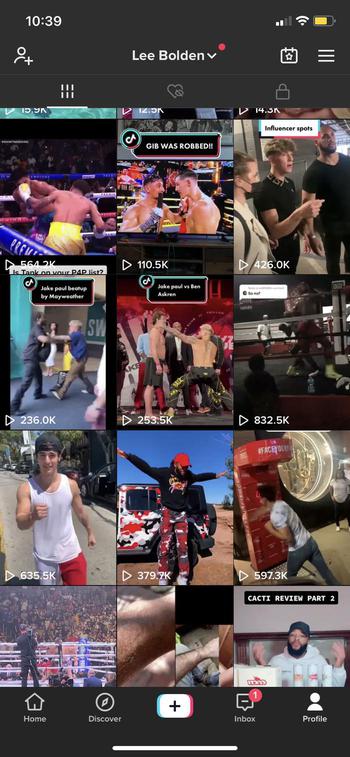 10:39
Lee Bolden
15.9K
12.5K
14.3K
GIB WAS ROBBED!!
Influencer spots
564.2K
110.5K
426.0K
Is Tank on your P4P list?
Jake paul beatup
by Mayweather
Jake paul vs Ben
Askren
236.0K
253.5K
832.5K
635.5K
379.7K
597.3K
CACTI REVIEW PART 2
Home
Discover
Inbox
1
Profile